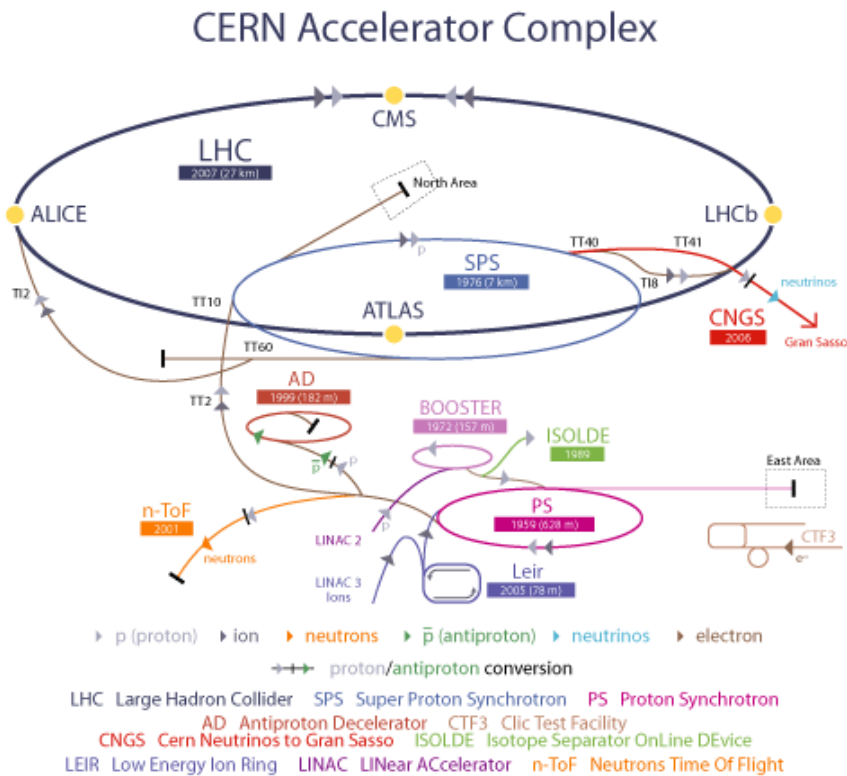 CERN Accelerator Complex
CMS
LHC
2007 (27 km)
North Area
ALICE
LHCb
TT40
TT41
p
SPS
1976 (7 km)
TI2
TI8
neutrinos
TT10
ATLAS
CNGS
2006
Gran Sasso
TT60
AD
1999 (182 m)
TT2
BOOSTER
1972 (157 m)
ISOLDE
1989
p̅
p
East Area
n-ToF
2001
PS
1959 (628 m)
p
LINAC 2
neutrons
CTF3
e-
LINAC 3
Ions
Leir
2005 (78 m)
p (proton) ion neutrons p̅ (antiproton) neutrinos electron
proton/antiproton conversion
LHC Large Hadron Collider SPS Super Proton Synchrotron PS Proton Synchrotron
AD Antiproton Decelerator CTF3 Clic Test Facility
CNGS Cern Neutrinos to Gran Sasso ISOLDE Isotope Separator OnLine DEvice
LEIR Low Energy Ion Ring LINAC LINear ACcelerator n-ToF Neutrons Time Of Flight